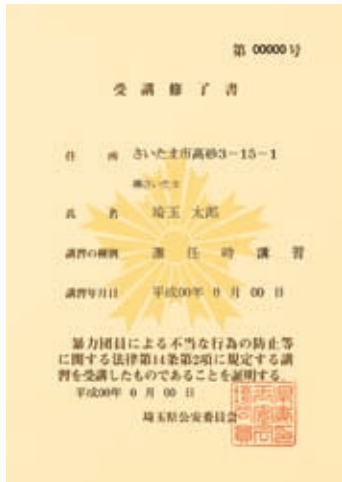 第 00000 号
受講修了書
住所 さいたま市高砂3-15-1
㈱さいたま
氏名 埼玉 太郎
講習の種別 選任時講習
講習年月日 平成00年 0月 00日
暴力団員による不当な行為の防止等
に関する法律第14条第2項に規定する講
習を受講したものであることを証明する。
平成00年 0月 00日
埼玉県公安委員会